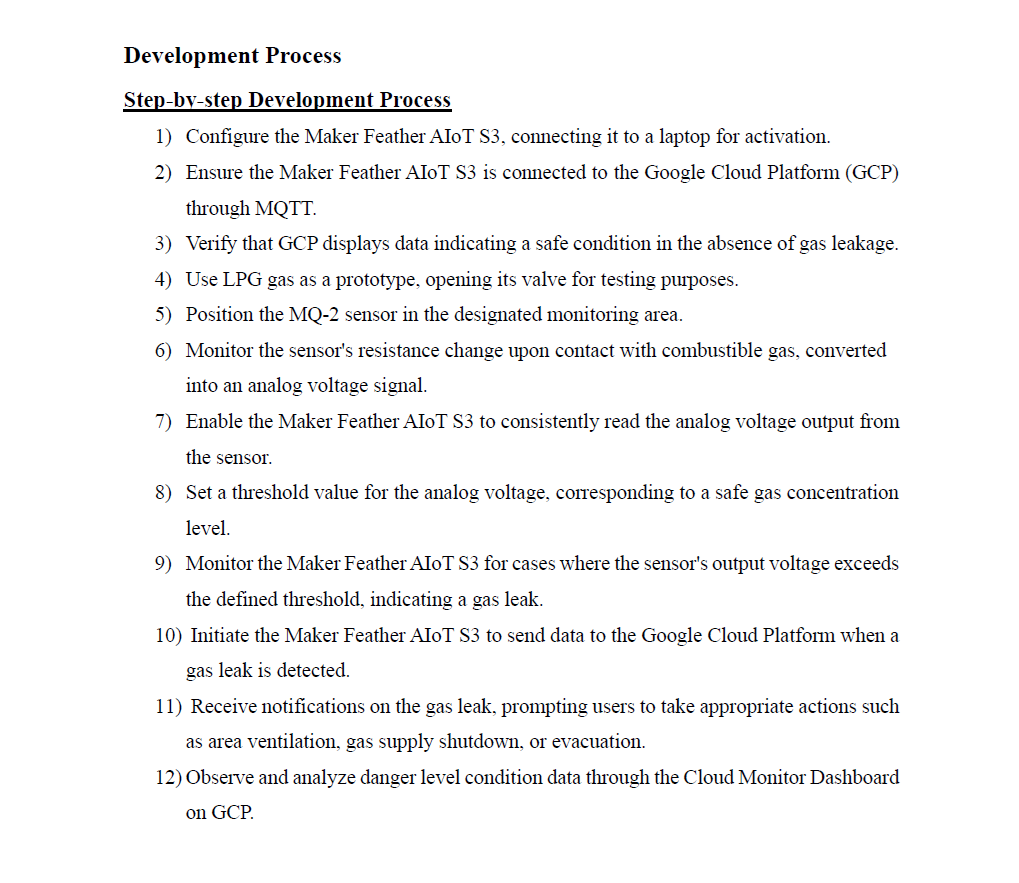 Development Process
Step-by-step Development Process
1) Configure the Maker Feather AIoT S3, connecting it to a laptop for activation.
2) Ensure the Maker Feather AIoT S3 is connected to the Google Cloud Platform (GCP)
through MQTT.
3) Verify that GCP displays data indicating a safe condition in the absence of gas leakage.
4) Use LPG gas as a prototype, opening its valve for testing purposes.
5) Position the MQ-2 sensor in the designated monitoring area.
6) Monitor the sensor's resistance change upon contact with combustible gas, converted
into an analog voltage signal.
7) Enable the Maker Feather AIoT S3 to consistently read the analog voltage output from
the sensor.
8) Set a threshold value for the analog voltage, corresponding to a safe gas concentration
level.
9) Monitor the Maker Feather AIoT S3 for cases where the sensor's output voltage exceeds
the defined threshold, indicating a gas leak.
10) Initiate the Maker Feather AIoT S3 to send data to the Google Cloud Platform when a
gas leak is detected.
11) Receive notifications on the gas leak, prompting users to take appropriate actions such
as area ventilation, gas supply shutdown, or evacuation.
12) Observe and analyze danger level condition data through the Cloud Monitor Dashboard
on GCP.